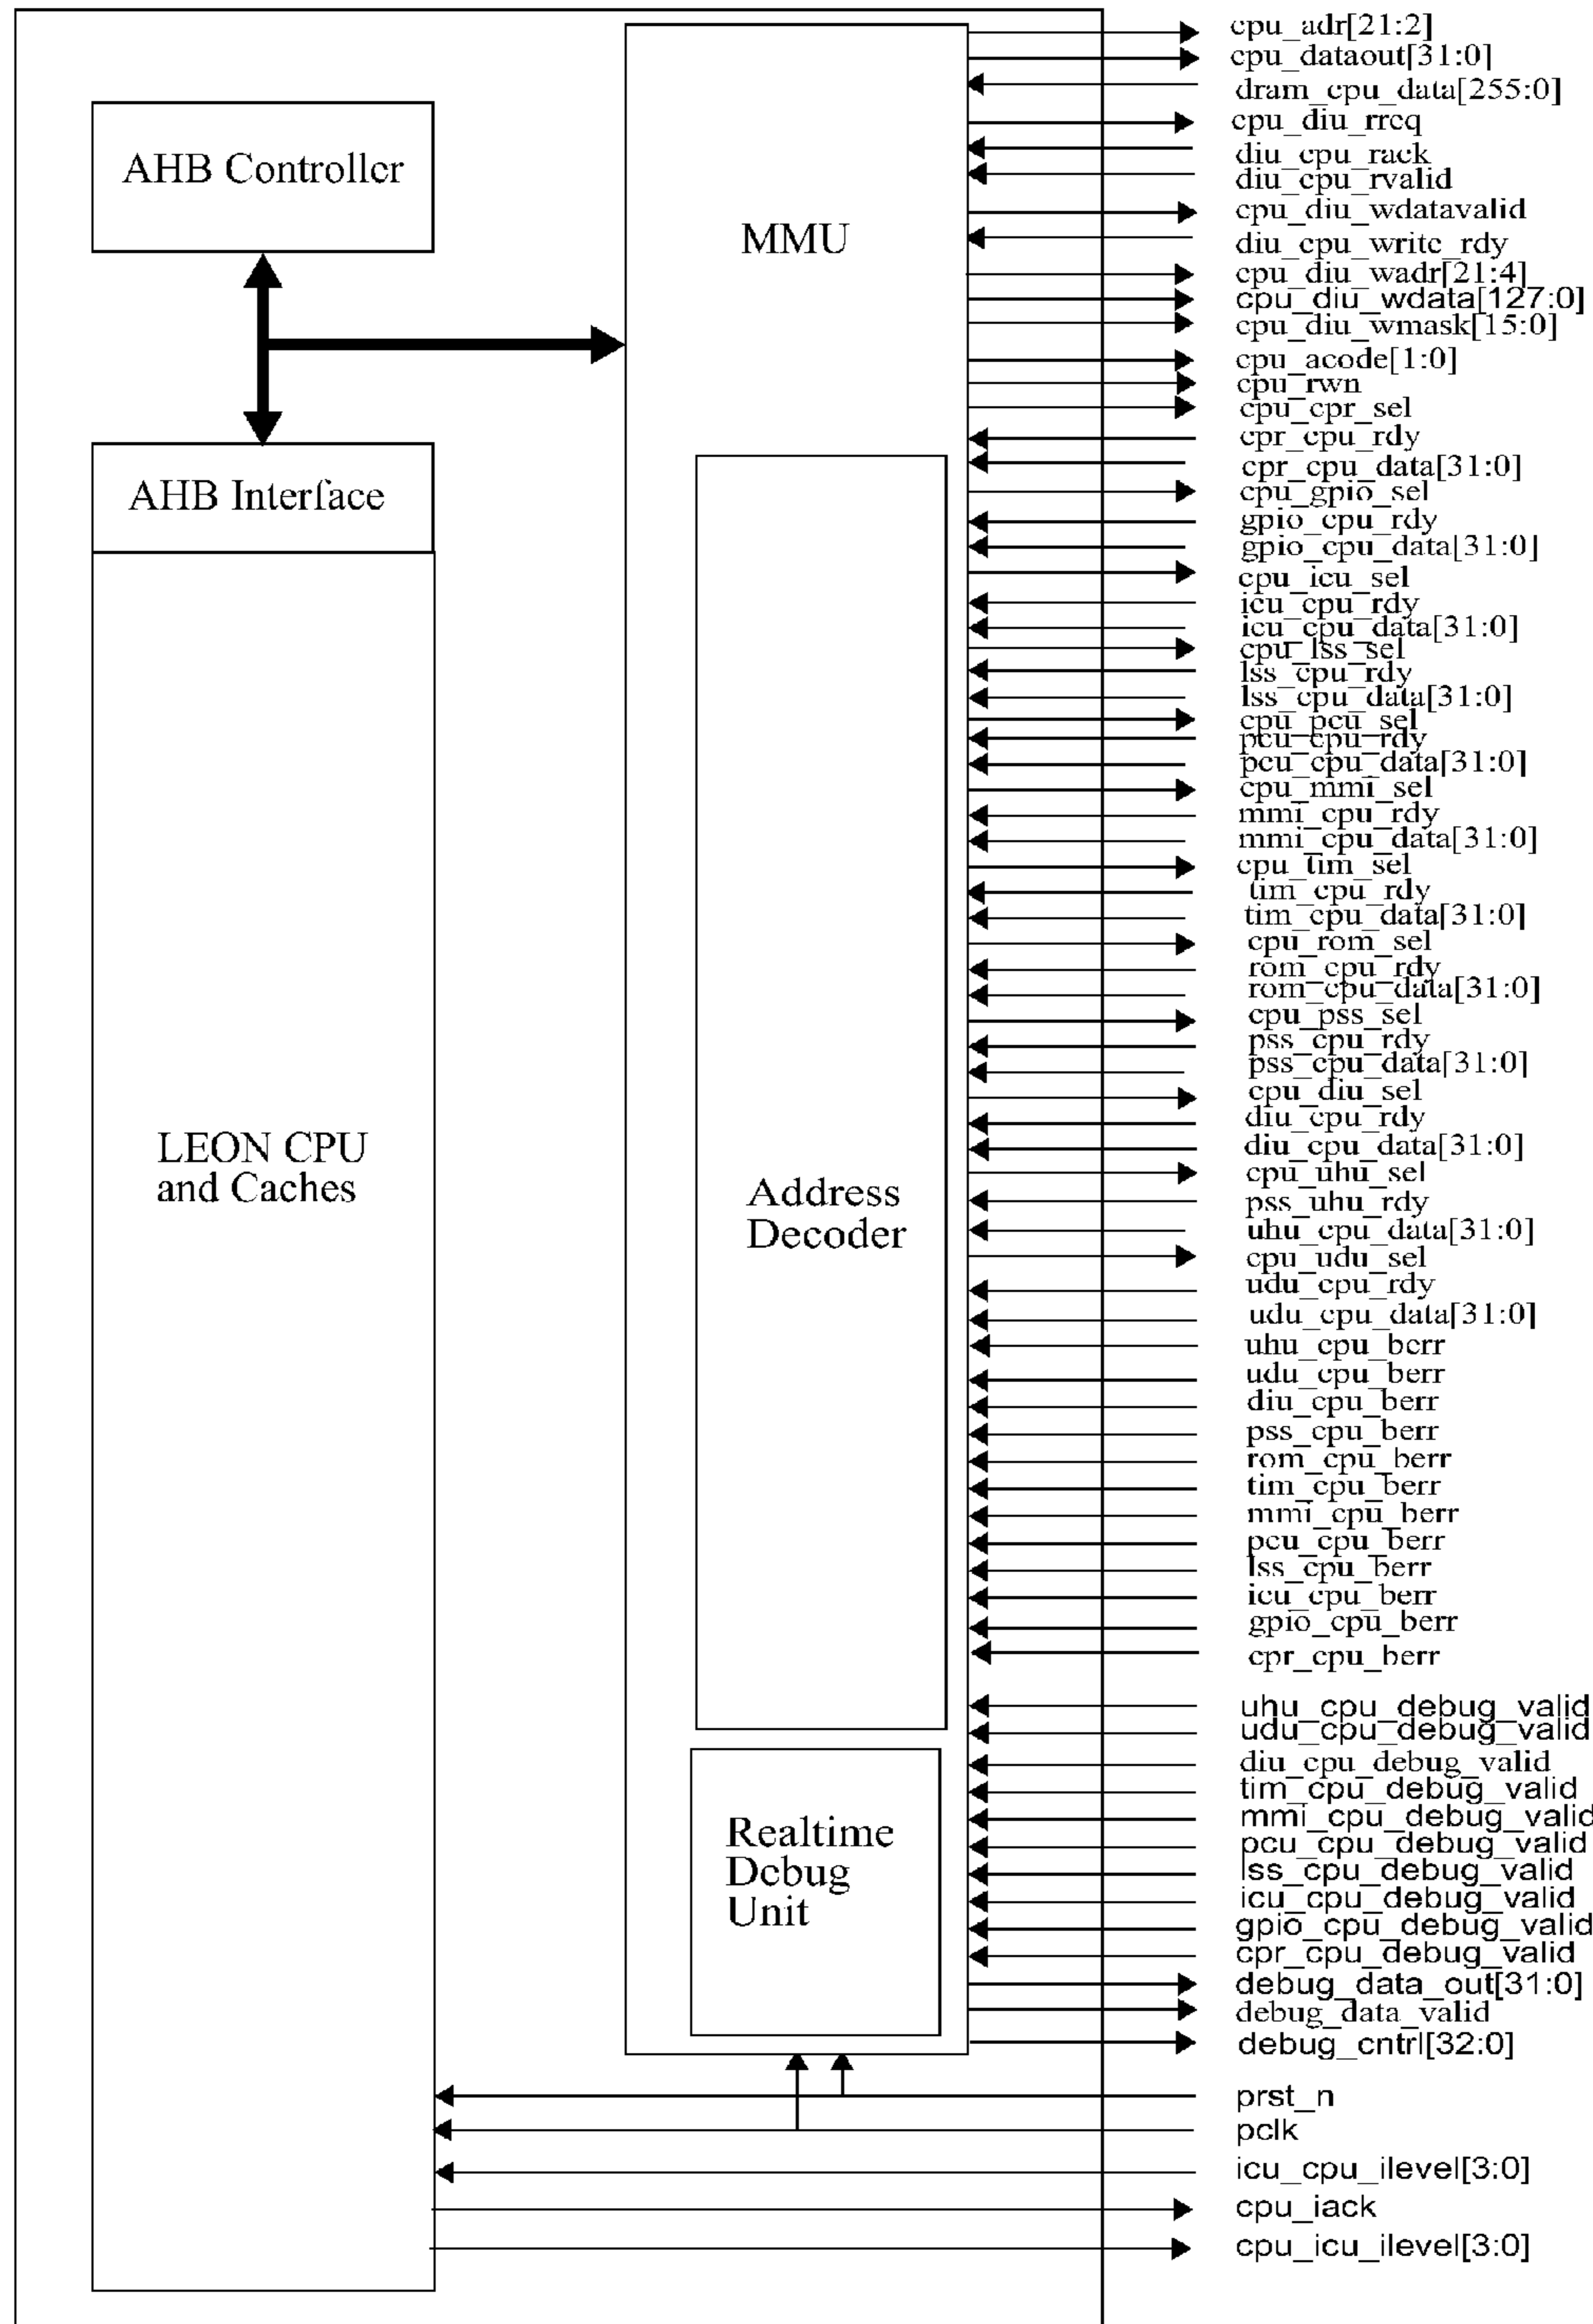 AHB Controller
AHB Interface
LEON CPU
and Caches
MMU
Address
Decoder
Realtime
Debug
Unit
cpu_adr[21:2]
cpu_dataout[31:0]
dram_cpu_data[255:0]
cpu_diu_rreq
diu_cpu_rack
diu_cpu_rvalid
cpu_diu_wdatavalid
diu_cpu_write_rdy
cpu_diu_wadr[21:4]
cpu_diu_wdata[127:0]
cpu_diu_wmask[15:0]
cpu_acode[1:0]
cpu_rwn
cpu_cpr_sel
cpr_cpu_rdy
cpr_cpu_data[31:0]
cpu_gpio_sel
gpio_cpu_rdy
gpio_cpu_data[31:0]
cpu_icu_sel
icu_cpu_rdy
icu_cpu_data[31:0]
cpu_lss_sel
lss_cpu_rdy
lss_cpu_data[31:0]
cpu_pcu_sel
pcu_cpu_rdy
pcu_cpu_data[31:0]
cpu_mmi_sel
mmi_cpu_rdy
mmi_cpu_data[31:0]
cpu_tim_sel
tim_cpu_rdy
tim_cpu_data[31:0]
cpu_rom_sel
rom_cpu_rdy
rom_cpu_data[31:0]
cpu_pss_sel
pss_cpu_rdy
pss_cpu_data[31:0]
cpu_diu_sel
diu_cpu_rdy
diu_cpu_data[31:0]
cpu_uhu_sel
pss_uhu_rdy
uhu_cpu_data[31:0]
cpu_udu_sel
udu_cpu_rdy
udu_cpu_data[31:0]
uhu_cpu_berr
udu_cpu_berr
diu_cpu_berr
pss_cpu_berr
rom_cpu_berr
tim_cpu_berr
mmi_cpu_berr
pcu_cpu_berr
lss_cpu_berr
icu_cpu_berr
gpio_cpu_berr
cpr_cpu_berr
uhu_cpu_debug_valid
udu_cpu_debug_valid
diu_cpu_debug_valid
tim_cpu_debug_valid
mmi_cpu_debug_valid
pcu_cpu_debug_valid
lss_cpu_debug_valid
icu_cpu_debug_valid
gpio_cpu_debug_valid
cpr_cpu_debug_valid
debug_data_out[31:0]
debug_data_valid
debug_cntrl[32:0]
prst_n
pclk
icu_cpu_ilevel[3:0]
cpu_iack
cpu_icu_ilevel[3:0]